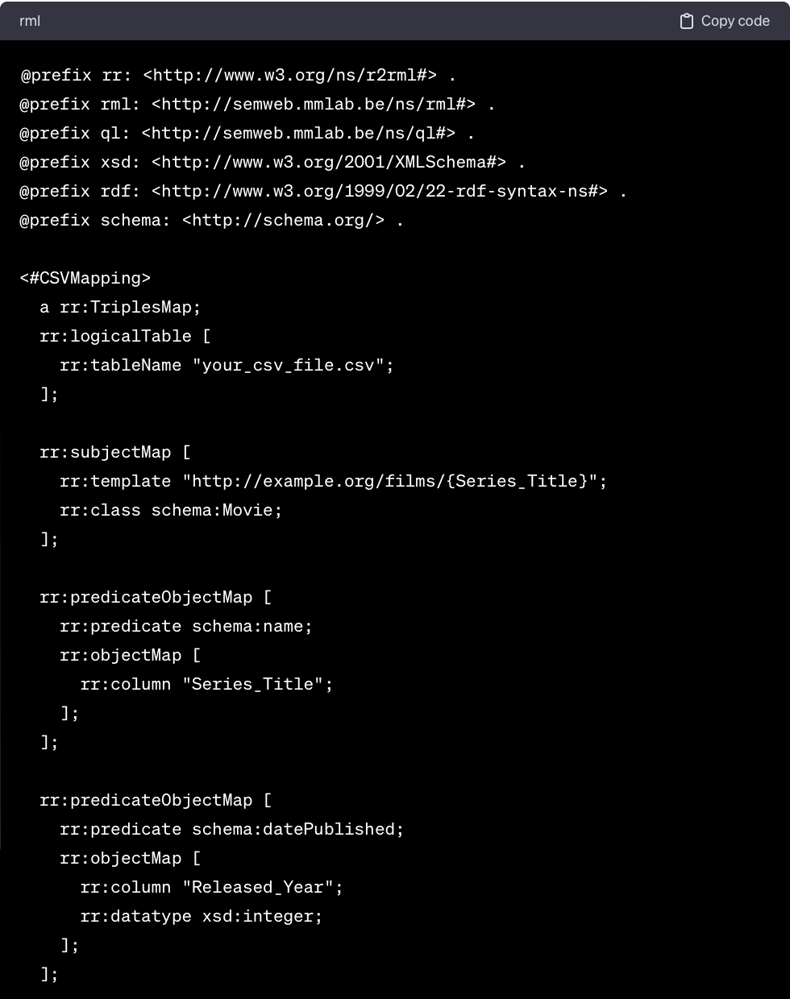 rml
Copy code
@prefix rr: <http://www.w3.org/ns/r2rml#> .
@prefix rml: <http://semweb.mmlab.be/ns/rml#> .
@prefix ql: <http://semweb.mmlab.be/ns/ql#> .
@prefix xsd: <http://www.w3.org/2001/XMLSchema#> .
@prefix rdf: <http://www.w3.org/1999/02/22-rdf-syntax-ns#> .
@prefix schema: <http://schema.org/> .

<#CSVMapping>
  a rr:TriplesMap;
  rr:logicalTable [
    rr:tableName "your_csv_file.csv";
  ];

  rr:subjectMap [
    rr:template "http://example.org/films/{Series_Title}";
    rr:class schema:Movie;
  ];

  rr:predicateObjectMap [
    rr:predicate schema:name;
    rr:objectMap [
      rr:column "Series_Title";
    ];
  ];

  rr:predicateObjectMap [
    rr:predicate schema:datePublished;
    rr:objectMap [
      rr:column "Released_Year";
      rr:datatype xsd:integer;
    ];
  ];